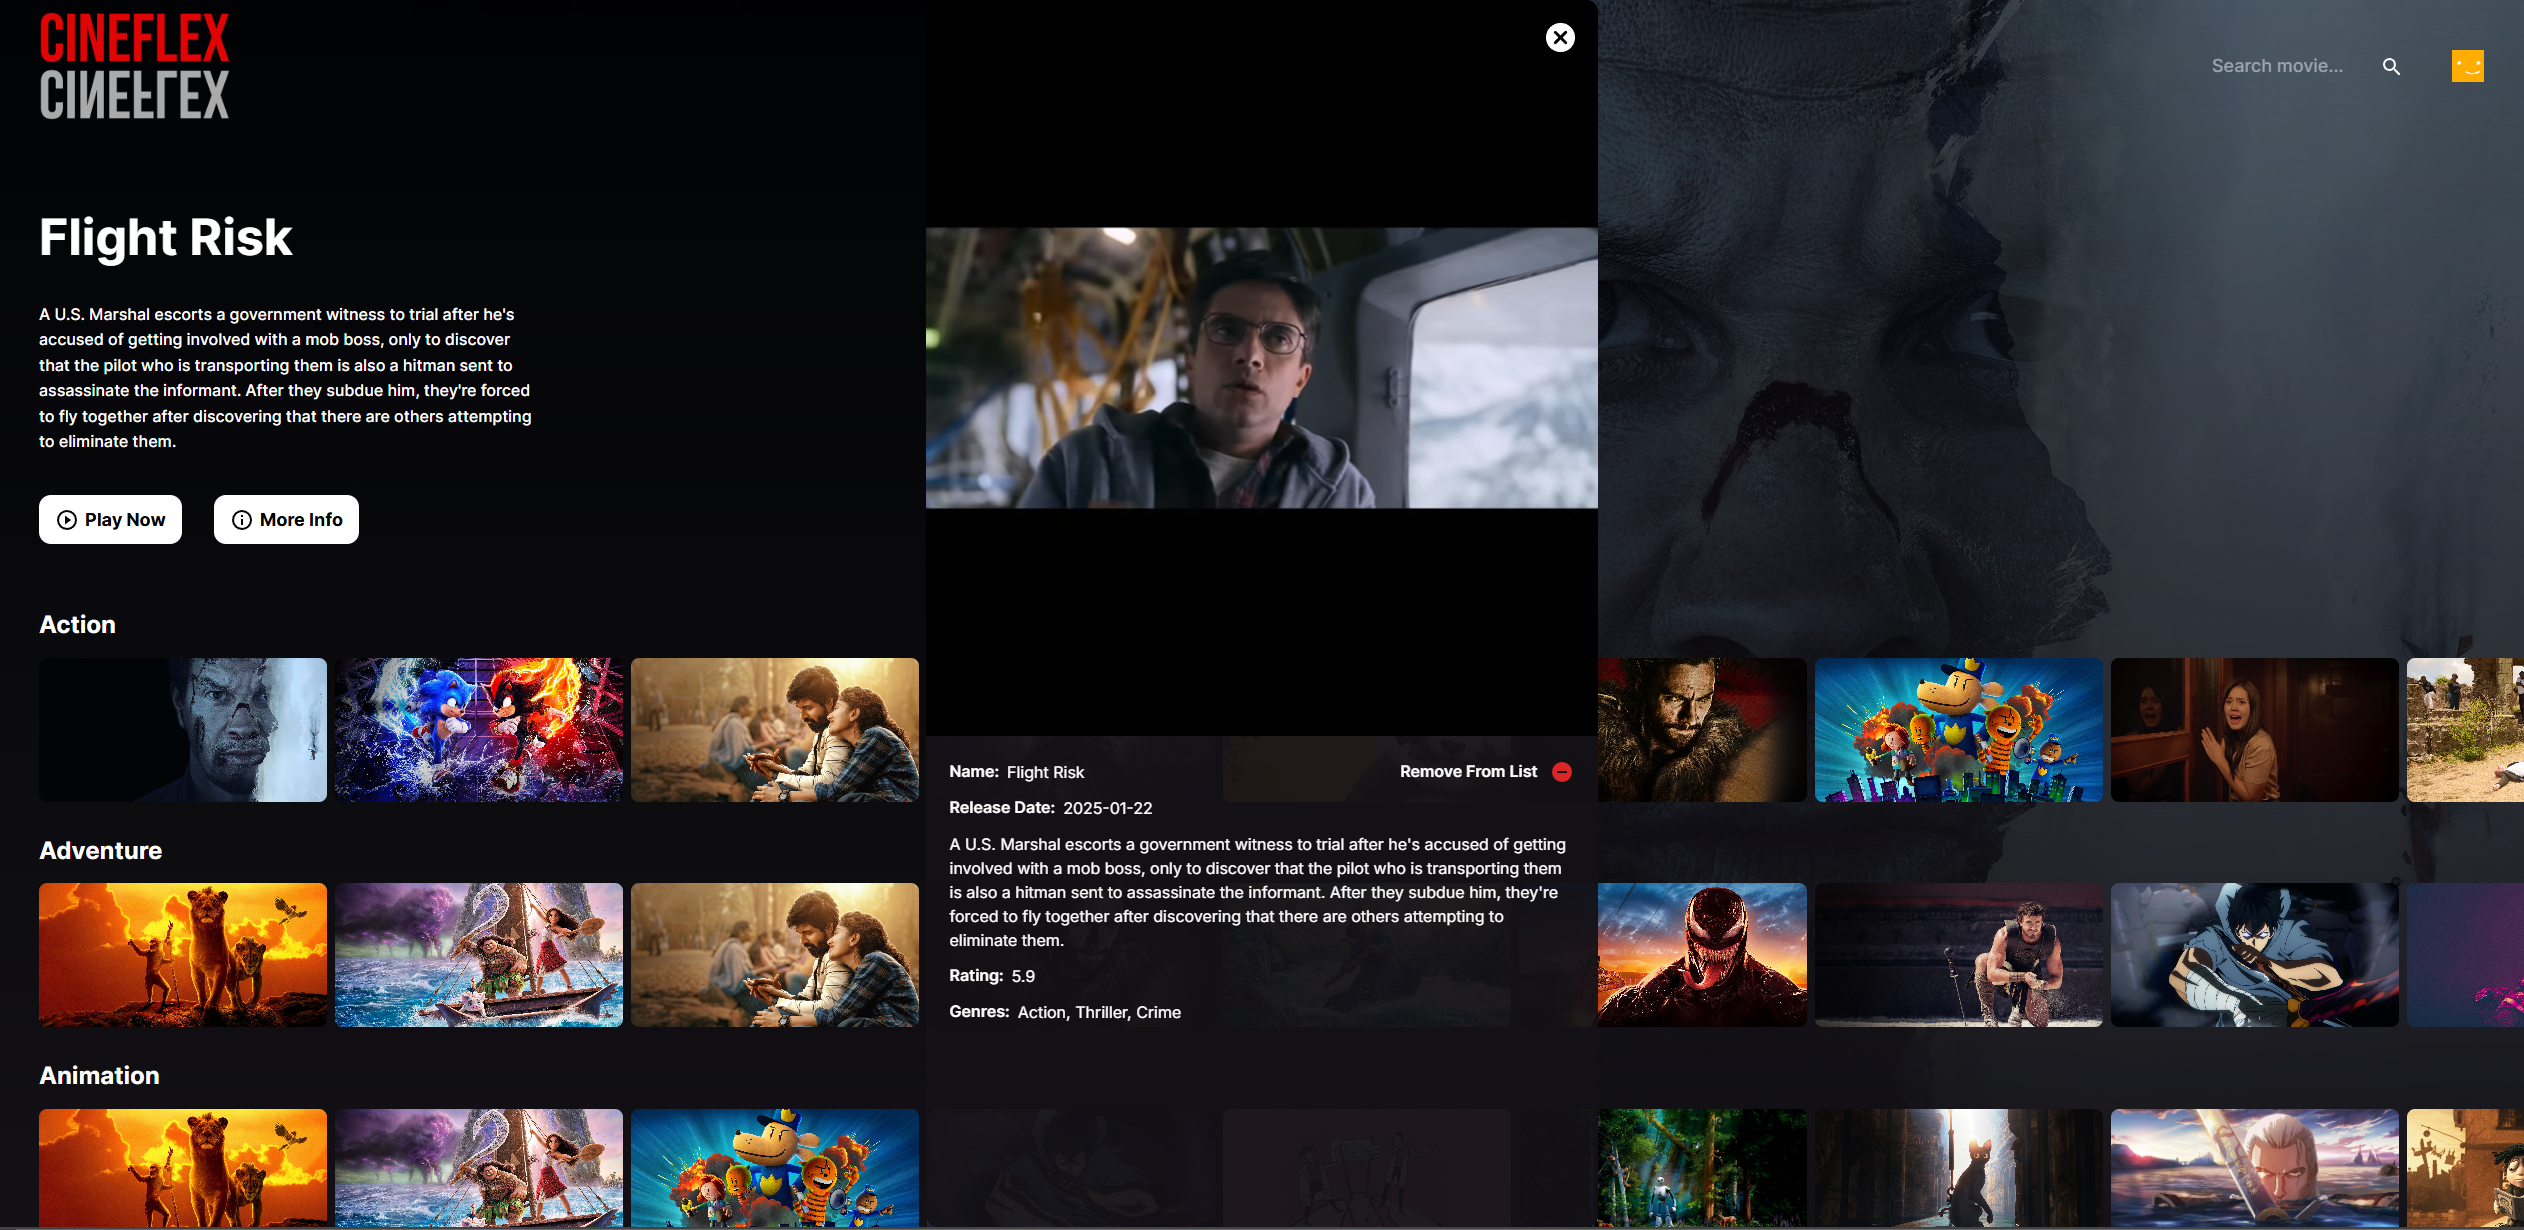 CINEFLEX
Search movie...
Flight Risk
A U.S. Marshal escorts a government witness to trial after he's
accused of getting involved with a mob boss, only to discover
that the pilot who is transporting them is also a hitman sent to
assassinate the informant. After they subdue him, they're forced
to fly together after discovering that there are others attempting
to eliminate them.
Play Now
More Info
Action
Adventure
Animation
Name: Flight Risk
Remove From List
Release Date: 2025-01-22
A U.S. Marshal escorts a government witness to trial after he's accused of getting
involved with a mob boss, only to discover that the pilot who is transporting them
is also a hitman sent to assassinate the informant. After they subdue him, they're
forced to fly together after discovering that there are others attempting to
eliminate them.
Rating: 5.9
Genres: Action, Thriller, Crime